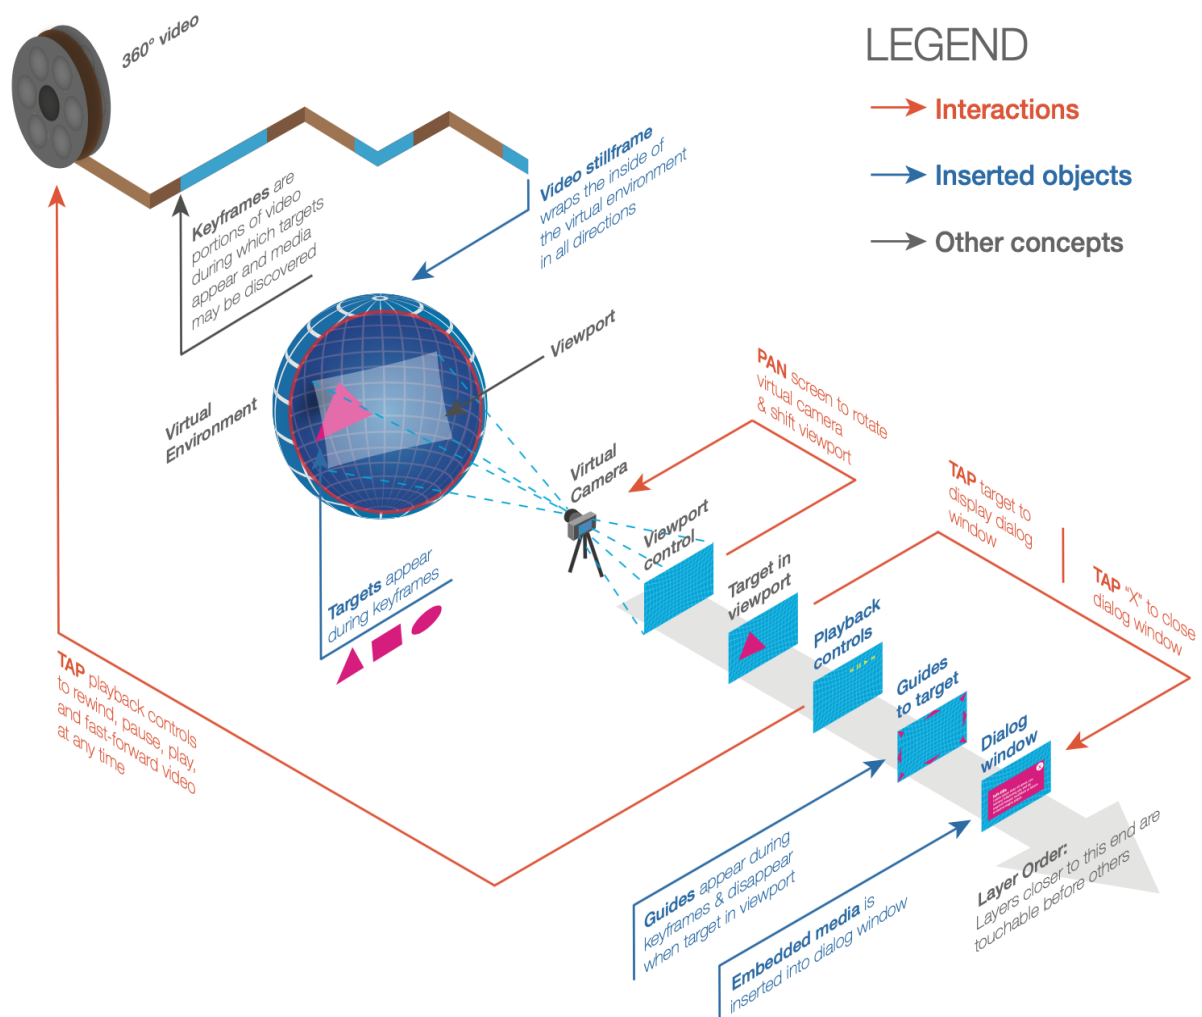 360° video
LEGEND
Interactions
Inserted objects
Other concepts
Keyframes are
portions of video
during which targets
appear and media
may be discovered
Video stillframe
wraps the inside of
the virtual environment
in all directions
Viewport
Virtual
Environment
PAN screen to rotate
virtual camera
& shift viewport
Virtual
Camera
TAP target to
display dialog
window
Viewport
control
Target in
viewport
TAP "X" to close
dialog window
Targets appear
during keyframes
Playback
controls
Guides
to target
TAP playback controls
to rewind, pause, play,
and fast-forward video
at any time
Dialog
window
Layer Order:
Layers closer to this end are
touchable before others
Guides appear during
keyframes & disappear
when target in viewport
Embedded media is
inserted into dialog window